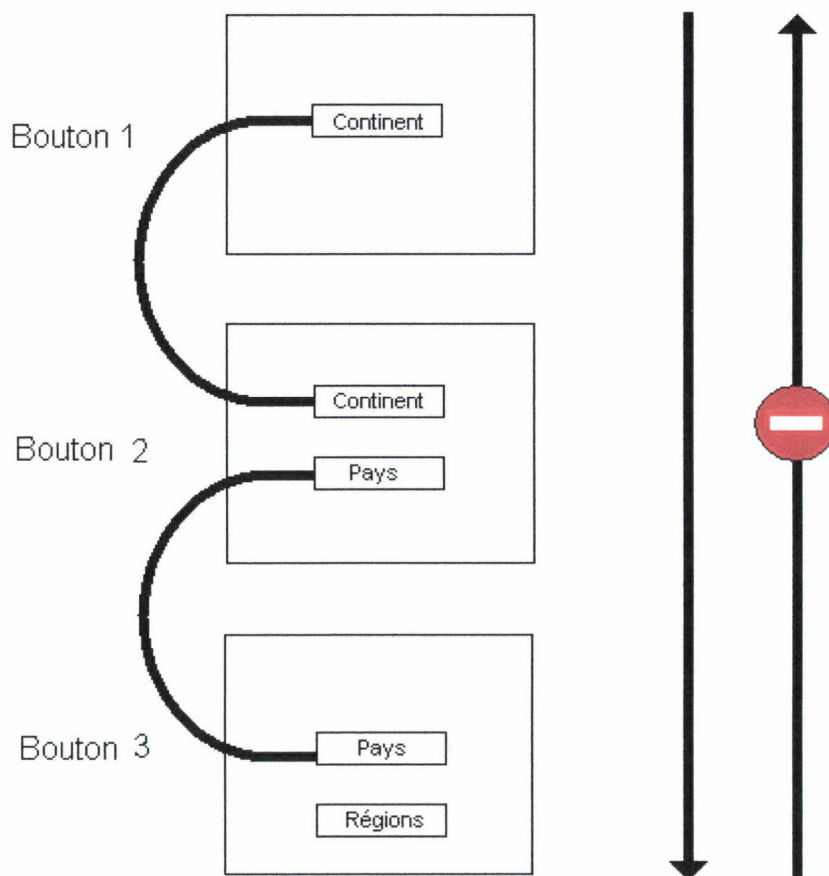 Continent
Bouton 1
Continent
Bouton 2
Pays
Bouton 3
Pays
Régions